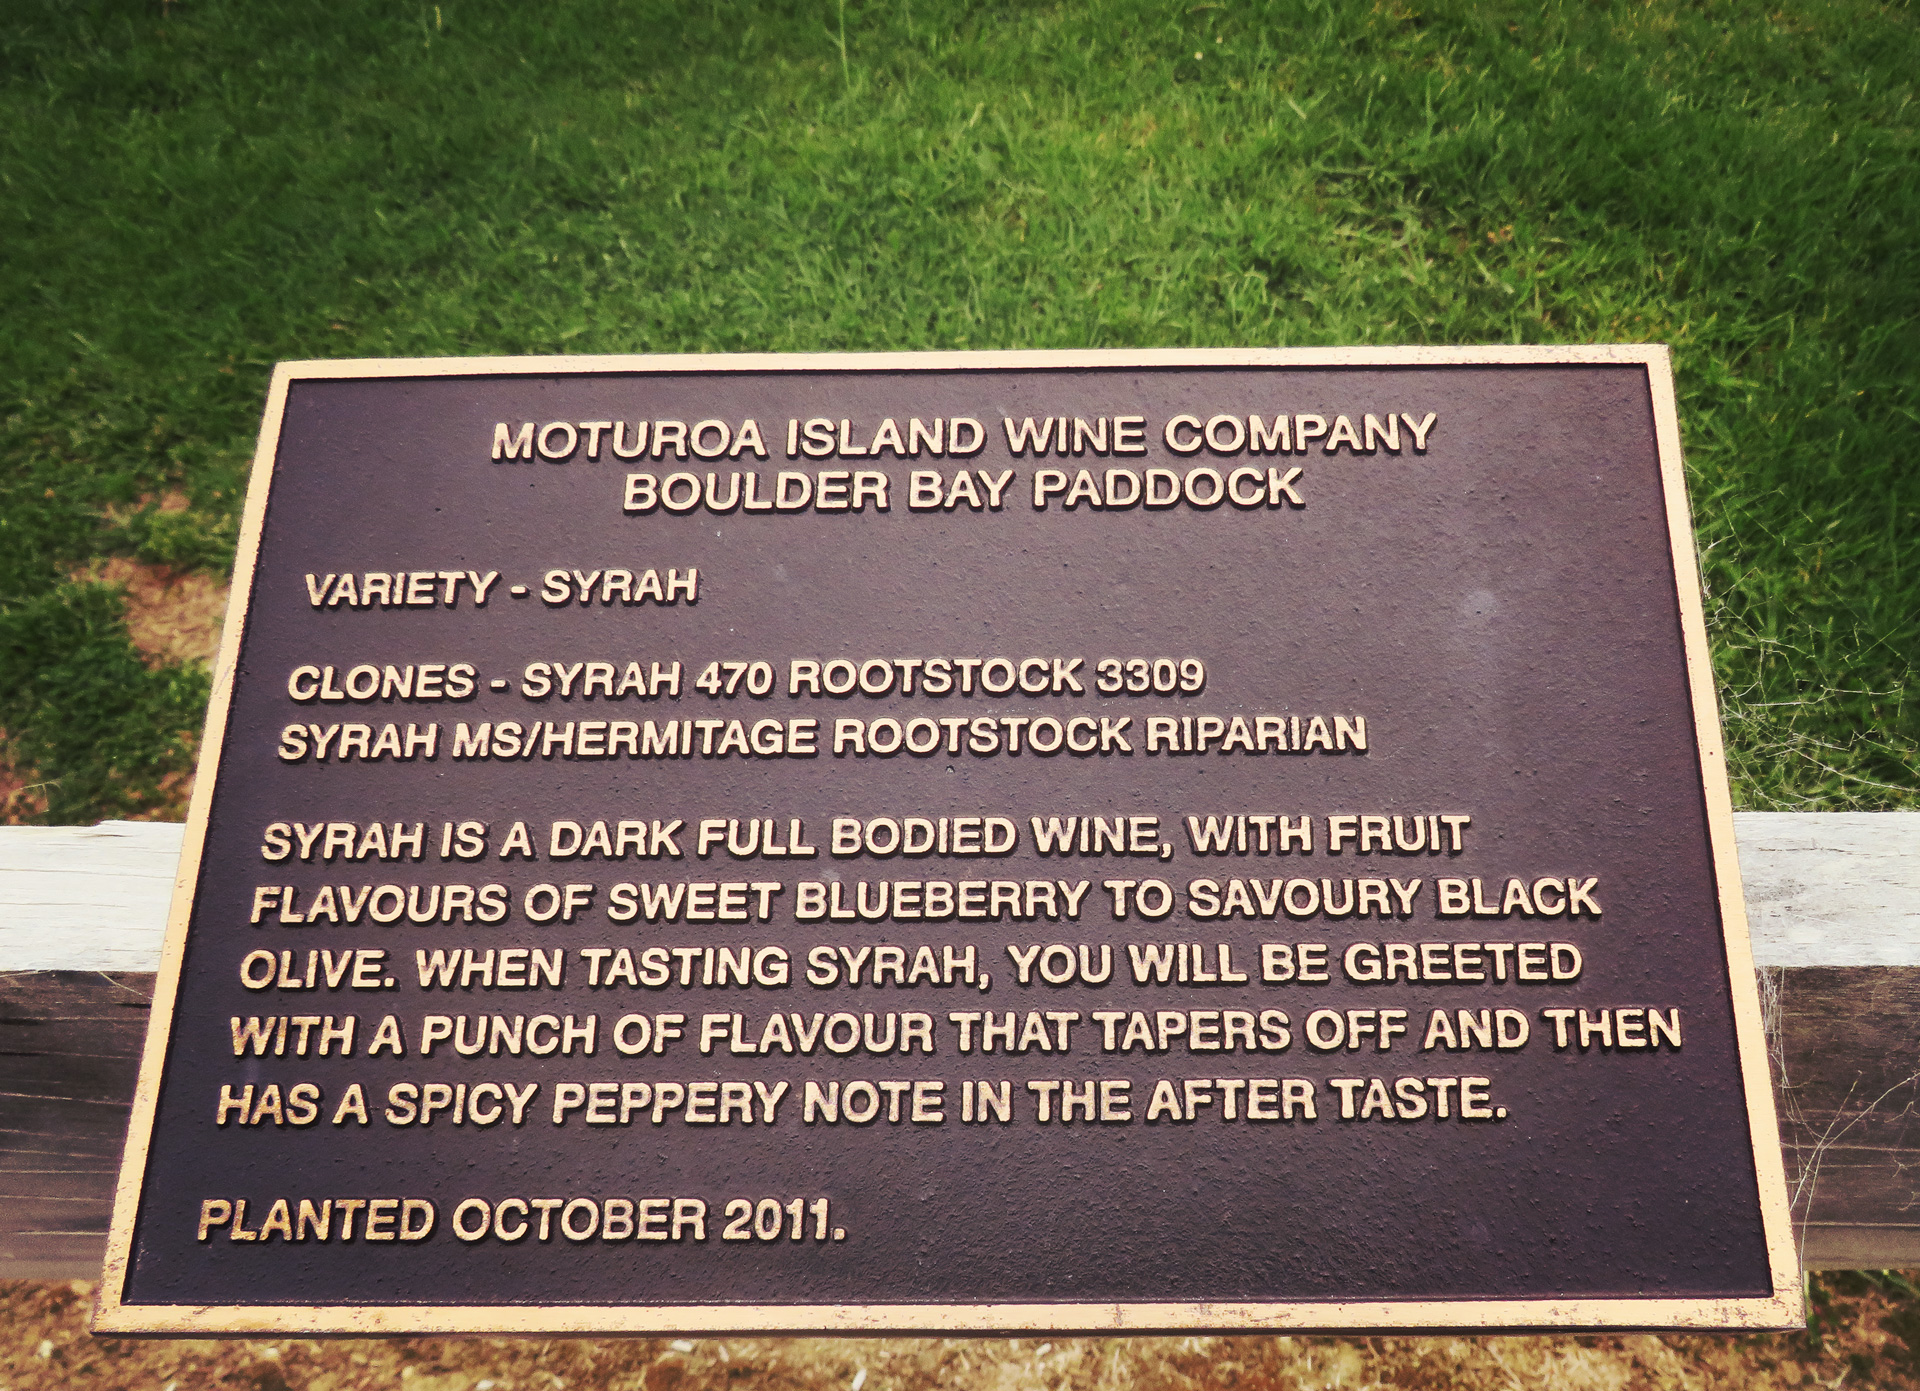 MOTUROA ISLAND WINE COMPANY
BOULDER BAY PADDOCK
VARIETY - SYRAH
CLONES - SYRAH 470 ROOTSTOCK 3309
SYRAH MS/HERMITAGE ROOTSTOCK RIPARIAN
SYRAH IS A DARK FULL BODIED WINE, WITH FRUIT
FLAVOURS OF SWEET BLUEBERRY TO SAVOURY BLACK
OLIVE. WHEN TASTING SYRAH, YOU WILL BE GREETED
WITH A PUNCH OF FLAVOUR THAT TAPERS OFF AND THEN
HAS A SPICY PEPPERY NOTE IN THE AFTER TASTE.
PLANTED OCTOBER 2011.